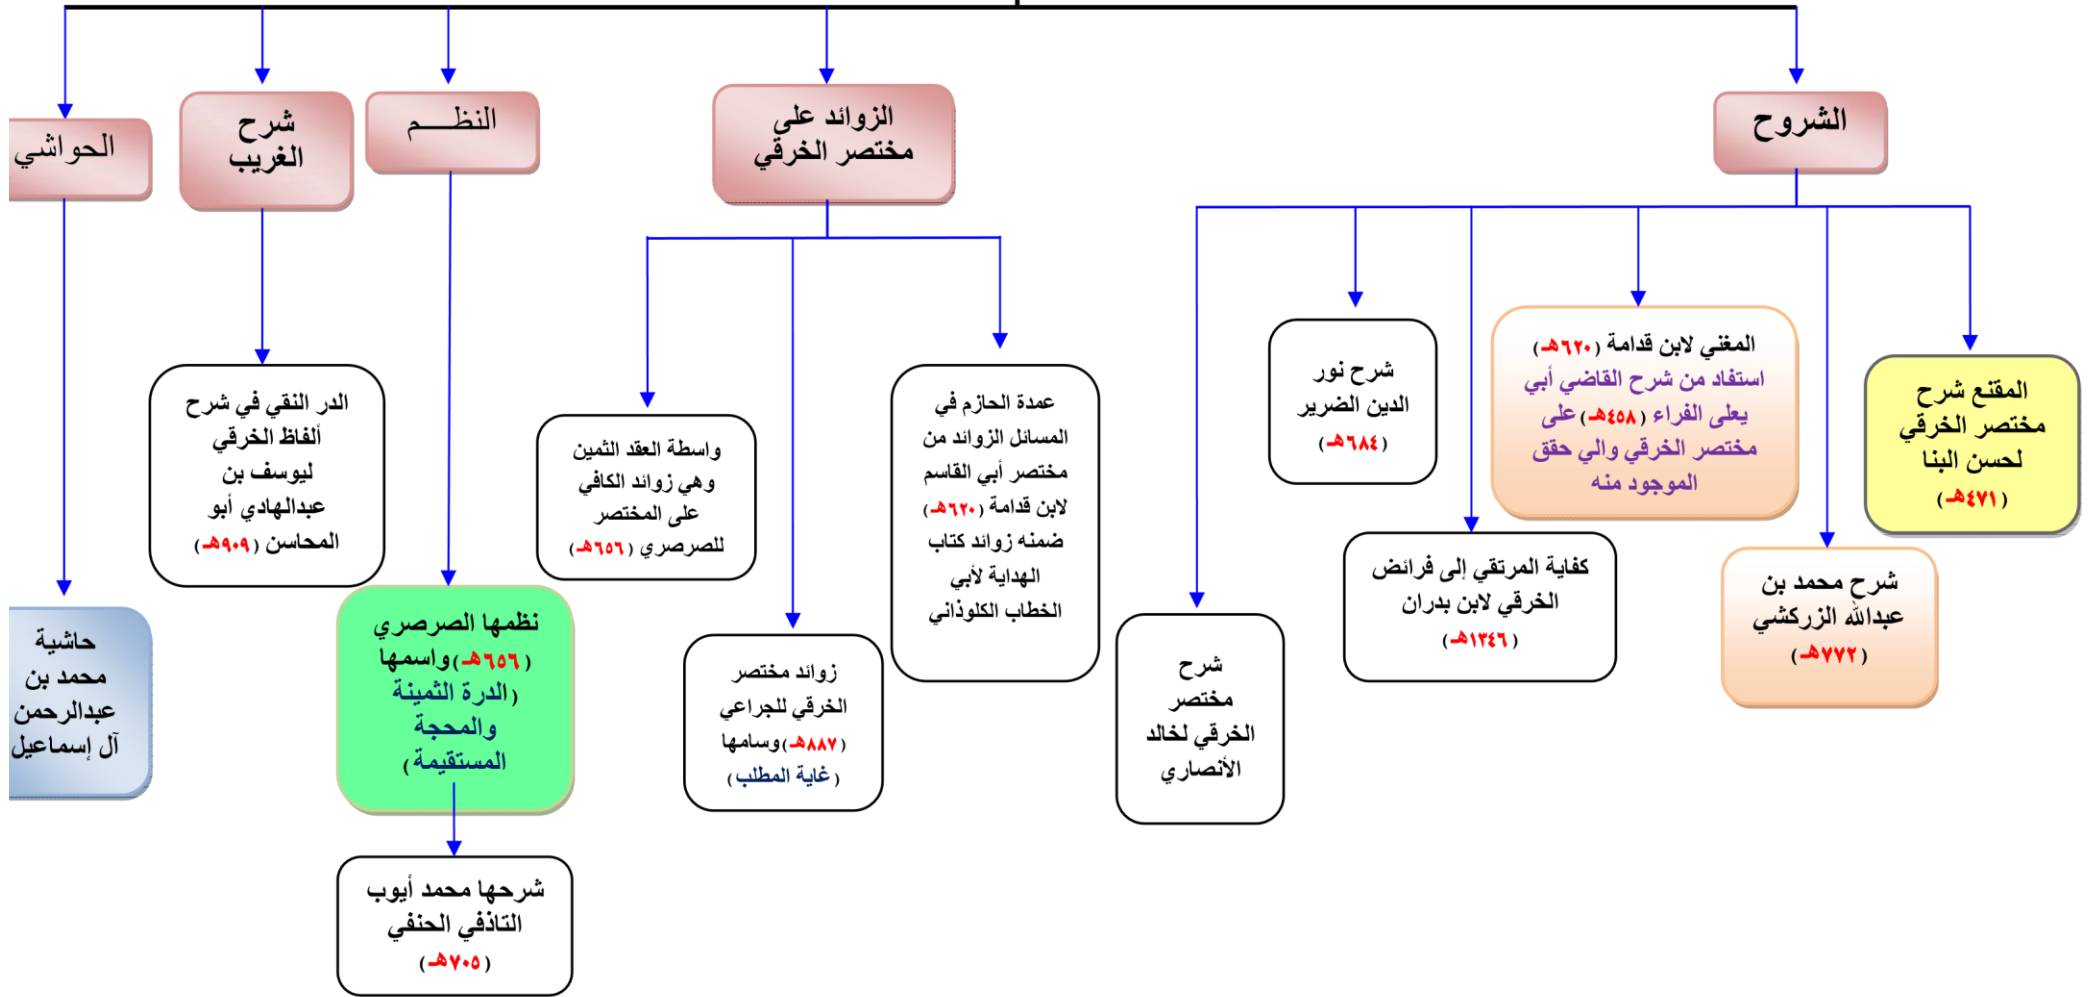 الشروح
الزوائد على
مختصر الخرقي
النظـــم
شرح
الغريب
الحواشي
المقنع شرح
مختصر الخرقي
لحسن البنا
(٤٧١هـ)
شرح محمد بن
عبدالله الزركشي
(٧٧٢هـ)
المغني لابن قدامة (٦٢٠هـ)
استفاد من شرح القاضي أبي
يعلى الفراء (٤٥٨هـ) على
مختصر الخرقي والي حقق
الموجود منه
كفاية المرتقي إلى فرائض
الخرقي لابن بدران
(١٣٤٦هـ)
شرح نور
الدين الضرير
(٦٨٤هـ)
شرح
مختصر
الخرقي لخالد
الأنصاري
عمدة الحازم في
المسائل الزوائد من
مختصر أبي القاسم
لابن قدامة (٦٢٠هـ)
ضمنه زوائد كتاب
الهداية لأبي
الخطاب الكلوذاني
زوائد مختصر
الخرقي للجراعي
(٨٨٧هـ) وسامها
(غاية المطلب)
واسطة العقد الثمين
وهي زوائد الكافي
على المختصر
للصرصري (٦٥٦هـ)
نظمها الصرصري
(٦٥٦هـ) واسمها
(الدرة الثمينة
والمحجة
المستقيمة)
شرحها محمد أيوب
التاذفي الحنفي
(٧٠٥هـ)
الدر النقي في شرح
ألفاظ الخرقي
ليوسف بن
عبدالهادي أبو
المحاسن (٩٠٩هـ)
حاشية
محمد بن
عبدالرحمن
آل إسماعيل